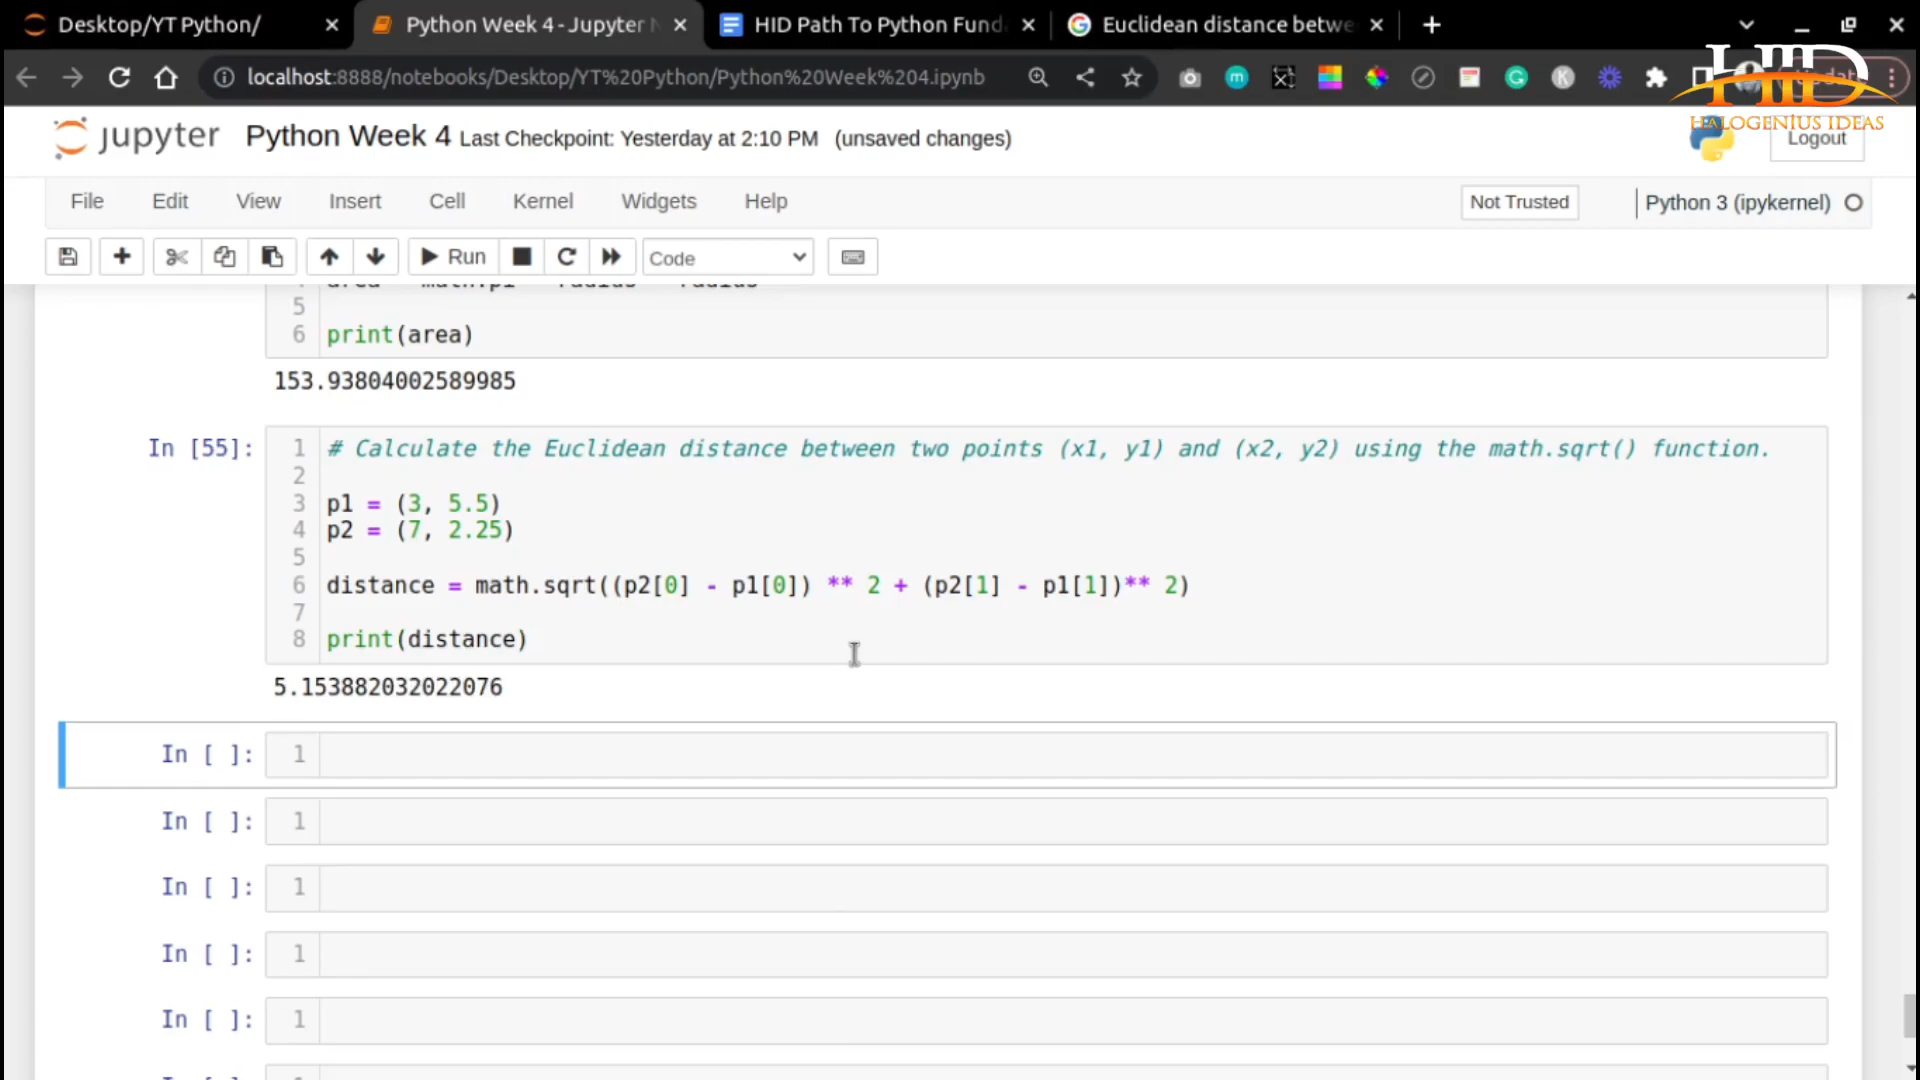 Desktop/YT Python/
Python Week 4 - Jupyter N
HID Path To Python Fund
Euclidean distance betwe
localhost:8888/notebooks/Desktop/YT%20Python/Python%20Week%204.ipynb
HID
HALOGENIUS IDEAS
jupyter Python Week 4 Last Checkpoint: Yesterday at 2:10 PM (unsaved changes)
Logout
File Edit View Insert Cell Kernel Widgets Help
Not Trusted
Python 3 (ipykernel)
Run
Code
5
6 print(area)
153.93804002589985
In [55]:
1 # Calculate the Euclidean distance between two points (x1, y1) and (x2, y2) using the math.sqrt() function.
2
3 p1 = (3, 5.5)
4 p2 = (7, 2.25)
5
6 distance = math.sqrt((p2[0] - p1[0]) ** 2 + (p2[1] - p1[1])** 2)
7
8 print(distance)
5.153882032022076
In [ ]: 1
In [ ]: 1
In [ ]: 1
In [ ]: 1
In [ ]: 1